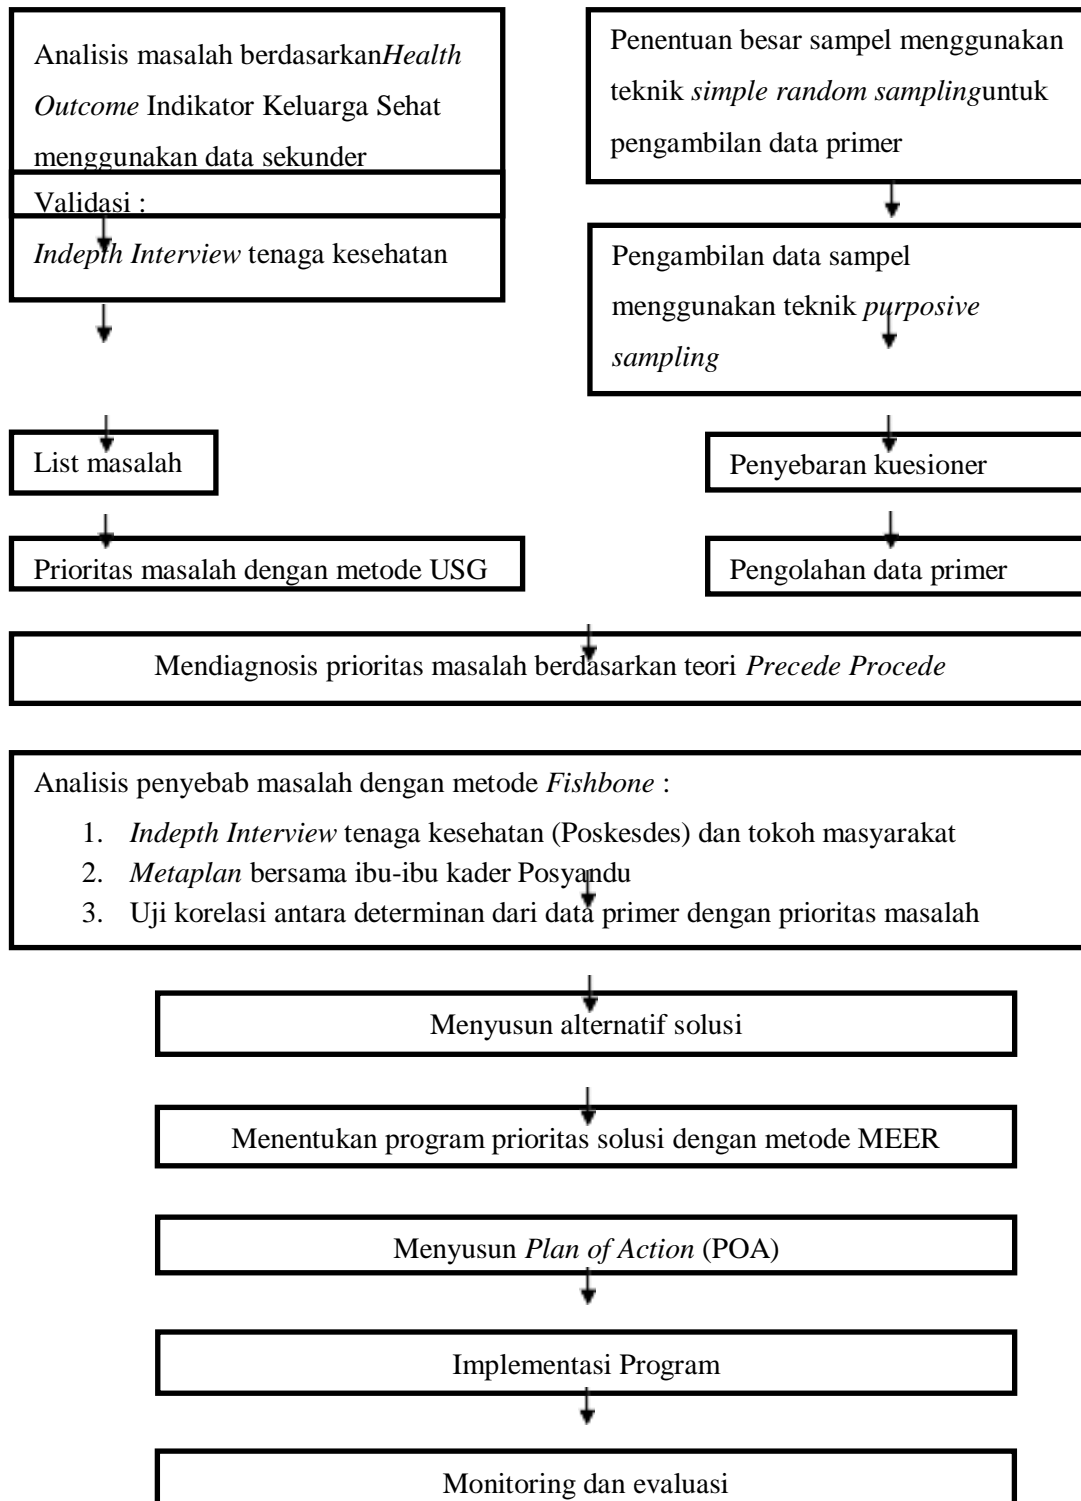 Analisis masalah berdasarkanHealth
Outcome Indikator Keluarga Sehat
menggunakan data sekunder
Validasi :
Indepth Interview tenaga kesehatan
List masalah
Prioritas masalah dengan metode USG
Penentuan besar sampel menggunakan
teknik simple random samplinguntuk
pengambilan data primer
Pengambilan data sampel
menggunakan teknik purposive
sampling
Penyebaran kuesioner
Pengolahan data primer
Mendiagnosis prioritas masalah berdasarkan teori Precede Procede
Analisis penyebab masalah dengan metode Fishbone :
1. Indepth Interview tenaga kesehatan (Poskesdes) dan tokoh masyarakat
2. Metaplan bersama ibu-ibu kader Posyandu
3. Uji korelasi antara determinan dari data primer dengan prioritas masalah
Menyusun alternatif solusi
Menentukan program prioritas solusi dengan metode MEER
Menyusun Plan of Action (POA)
Implementasi Program
Monitoring dan evaluasi